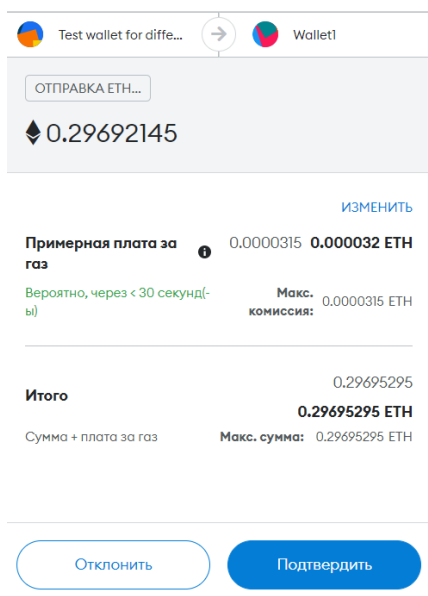 Test wallet for diffe... Wallet1
ОТПРАВКА ETH...
0.29692145
ИЗМЕНИТЬ
Примерная плата за газ 0.0000315 0.000032 ETH
Вероятно, через < 30 секунд(-ы) Макс. комиссия: 0.0000315 ETH
0.29695295
Итого
0.29695295 ETH
Сумма + плата за газ Макс. сумма: 0.29695295 ETH
Отклонить Подтвердить